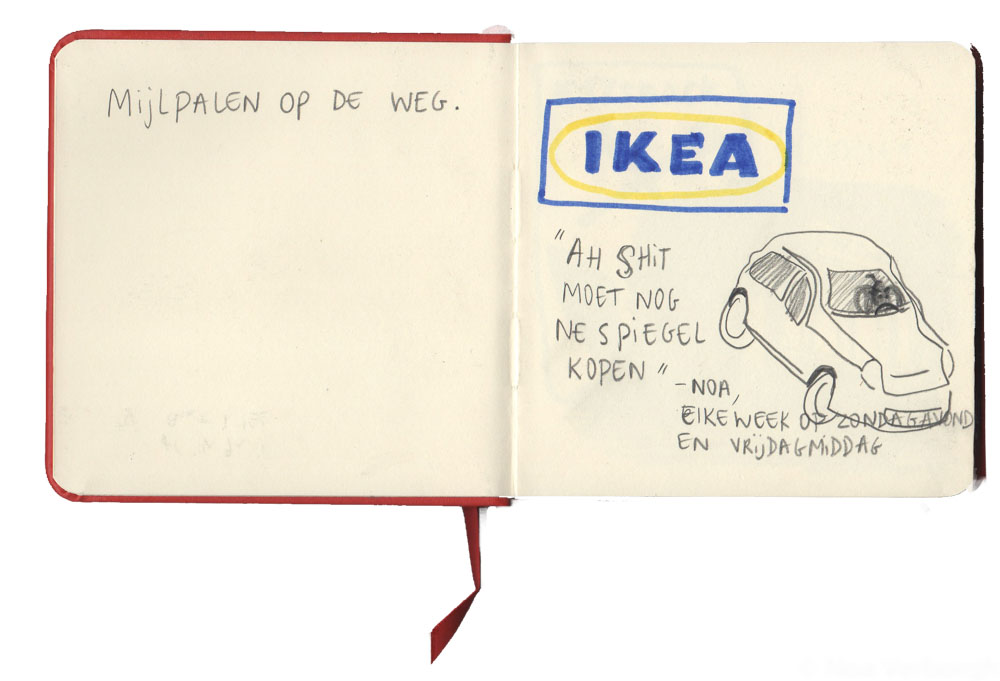 MijLPALEN OP DE WEG.
IKEA
"AH SHiT
MOET NOG
NE SPiEGEL
KOPEN"
-NOA,
ElKE WEEK OP ZONDAGAVOND
EN VRijDAGMiDDAG